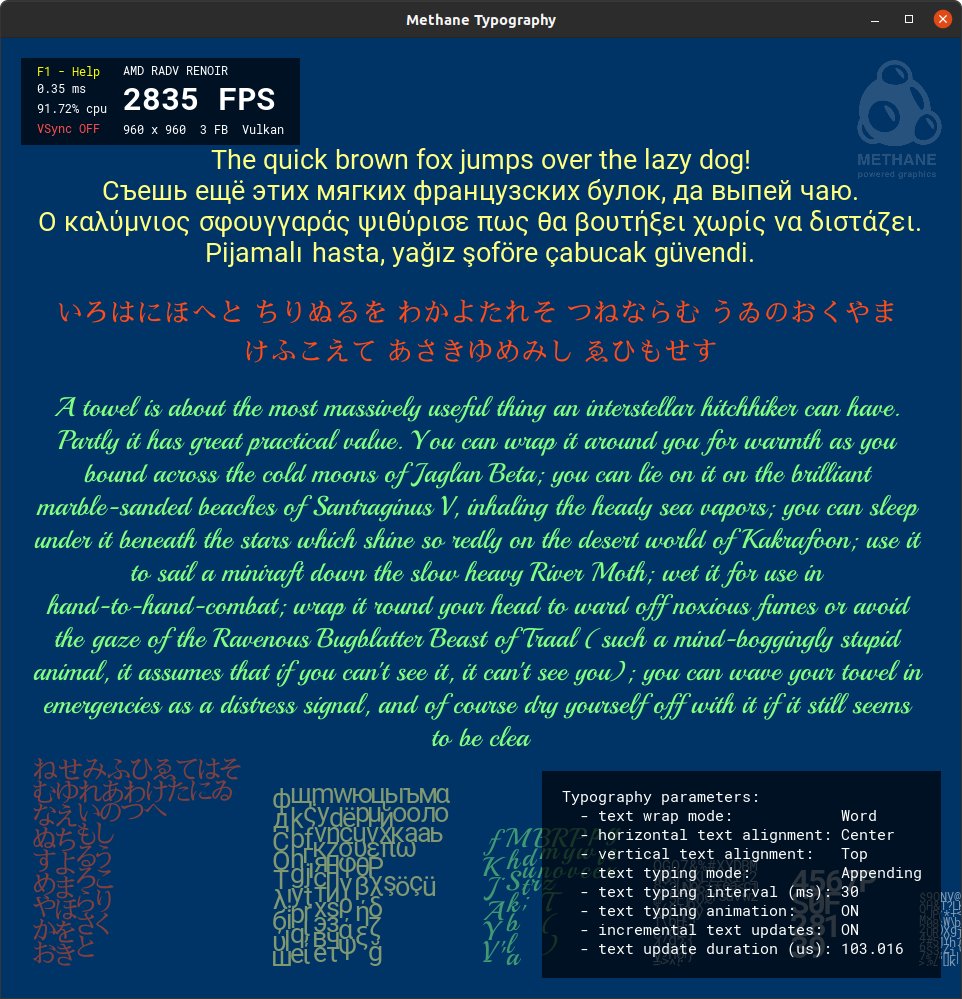 Methane Typography
F1 - Help
AMD RADV RENOIR
0.35 ms
2835 FPS
91.72% cpu
VSync OFF
960 x 960 3 FB Vulkan
METHANE
powered graphics
The quick brown fox jumps over the lazy dog!
Съешь ещё этих мягких французских булок, да выпей чаю.
Ο καλύμνιος σφουγγαράς ψιθύρισε πως θα βουτήξει χωρίς να διστάζει.
Pijamalı hasta, yağız şoföre çabucak güvendi.
いろはにほへと ちりぬるを わかよたれそ つねならむ うゐのおくやま
けふこえて あさきゆめみし ゑひもせす
A towel is about the most massively useful thing an interstellar hitchhiker can have.
Partly it has great practical value. You can wrap it around you for warmth as you
bound across the cold moons of Jaglan Beta; you can lie on it on the brilliant
marble-sanded beaches of Santraginus V, inhaling the heady sea vapors; you can sleep
under it beneath the stars which shine so redly on the desert world of Kakrafoon; use it
to sail a miniraft down the slow heavy River Moth; wet it for use in
hand-to-hand-combat; wrap it round your head to ward off noxious fumes or avoid
the gaze of the Ravenous Bugblatter Beast of Traal (such a mind-boggingly stupid
animal, it assumes that if you can't see it, it can't see you); you can wave your towel in
emergencies as a distress signal, and of course dry yourself off with it if it still seems
to be clea
ねせみふひゑてはそ
むゆれあわけたにゐ
なえいのつへ
ぬちもし
すよるう
めまろこ
やほらり
かをさく
おきと
Typography parameters:
- text wrap mode: Word
- horizontal text alignment: Center
- vertical text alignment: Top
- text typing mode: Appending
- text typing interval (ms): 30
- text typing animation: ON
- incremental text updates: ON
- text update duration (us): 103.016